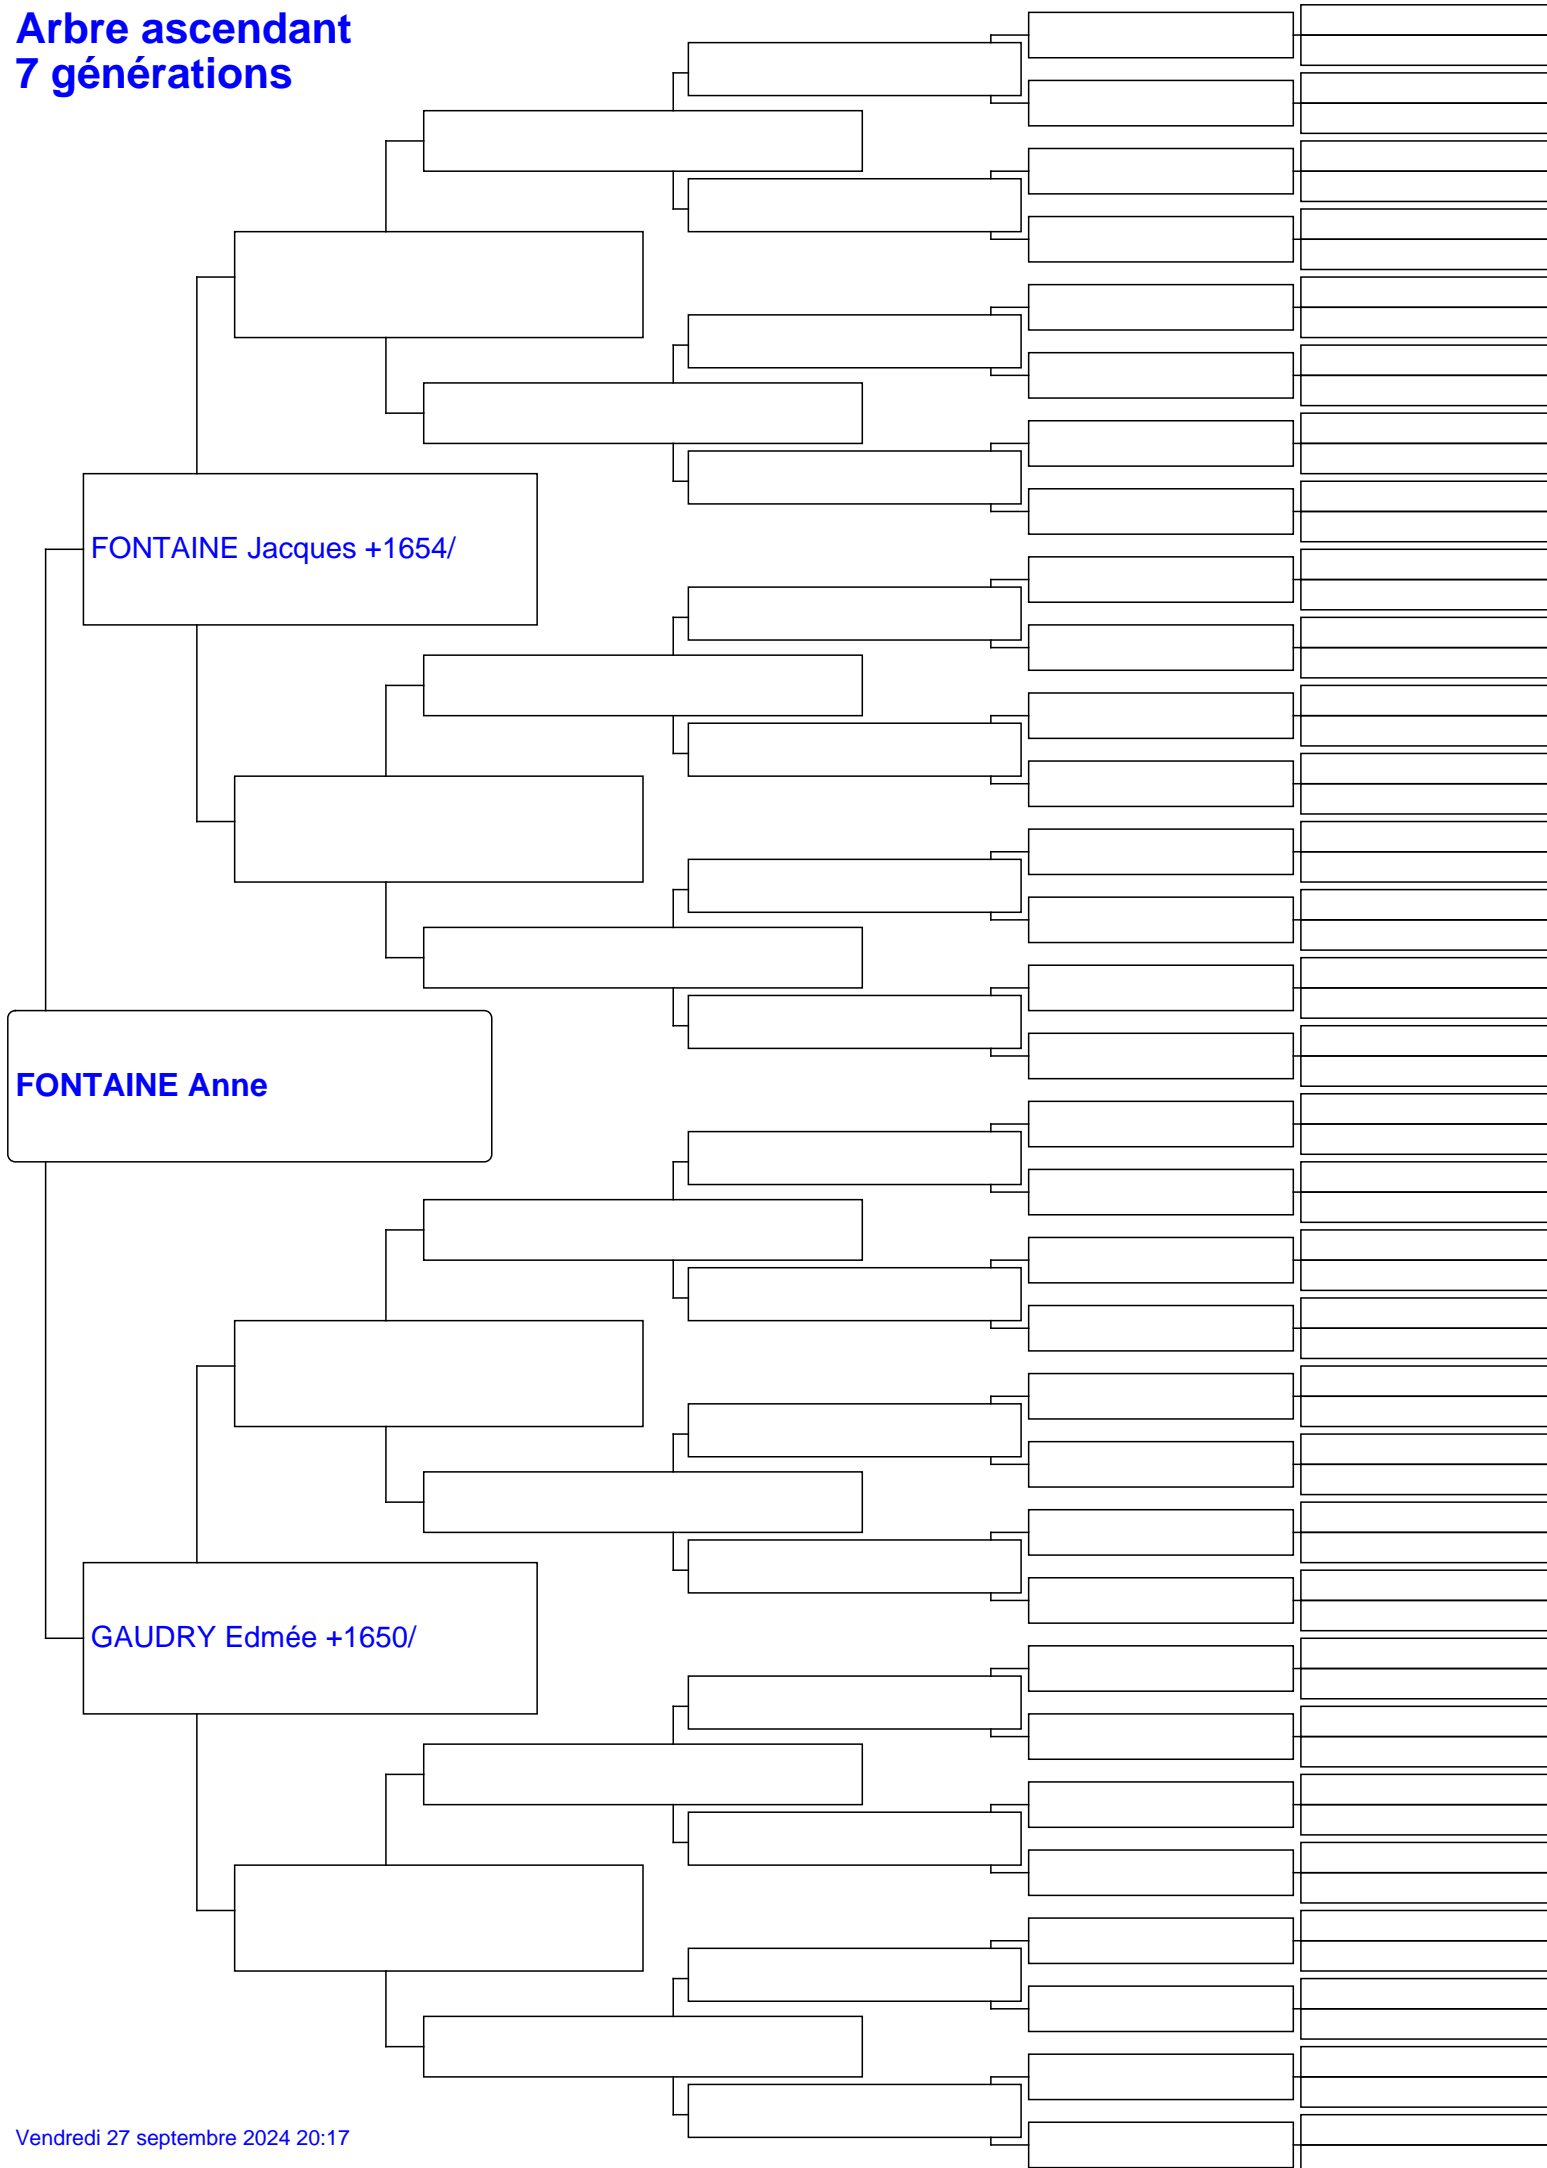 Arbre ascendant
7 générations
FONTAINE Jacques +1654/
FONTAINE Anne
GAUDRY Edmée +1650/
Vendredi 27 septembre 2024 20:17